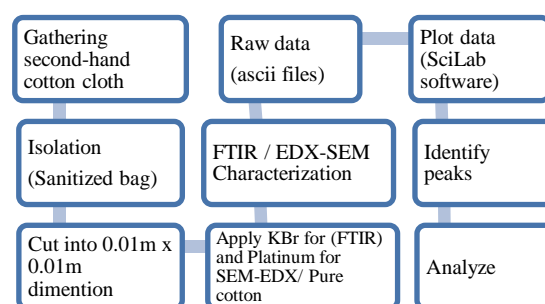 Gathering
second-hand
cotton cloth
Isolation
(Sanitized bag)
Cut into 0.01m x
0.01m
dimention
Apply KBr for (FTIR)
and Platinum for
SEM-EDX/ Pure
cotton
FTIR / EDX-SEM
Characterization
Raw data
(ascii files)
Plot data
(SciLab
software)
Identify
peaks
Analyze